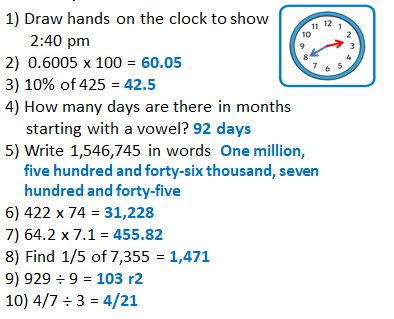 1) Draw hands on the clock to show
2:40 pm
11 12 1
10 2
9 3
8 4
7 6 5
2) 0.6005 x 100 = 60.05
3) 10% of 425 = 42.5
4) How many days are there in months
starting with a vowel? 92 days
5) Write 1,546,745 in words One million,
five hundred and forty-six thousand, seven
hundred and forty-five
6) 422 x 74 = 31,228
7) 64.2 x 7.1 = 455.82
8) Find 1/5 of 7,355 = 1,471
9) 929 ÷ 9 = 103 r2
10) 4/7 ÷ 3 = 4/21